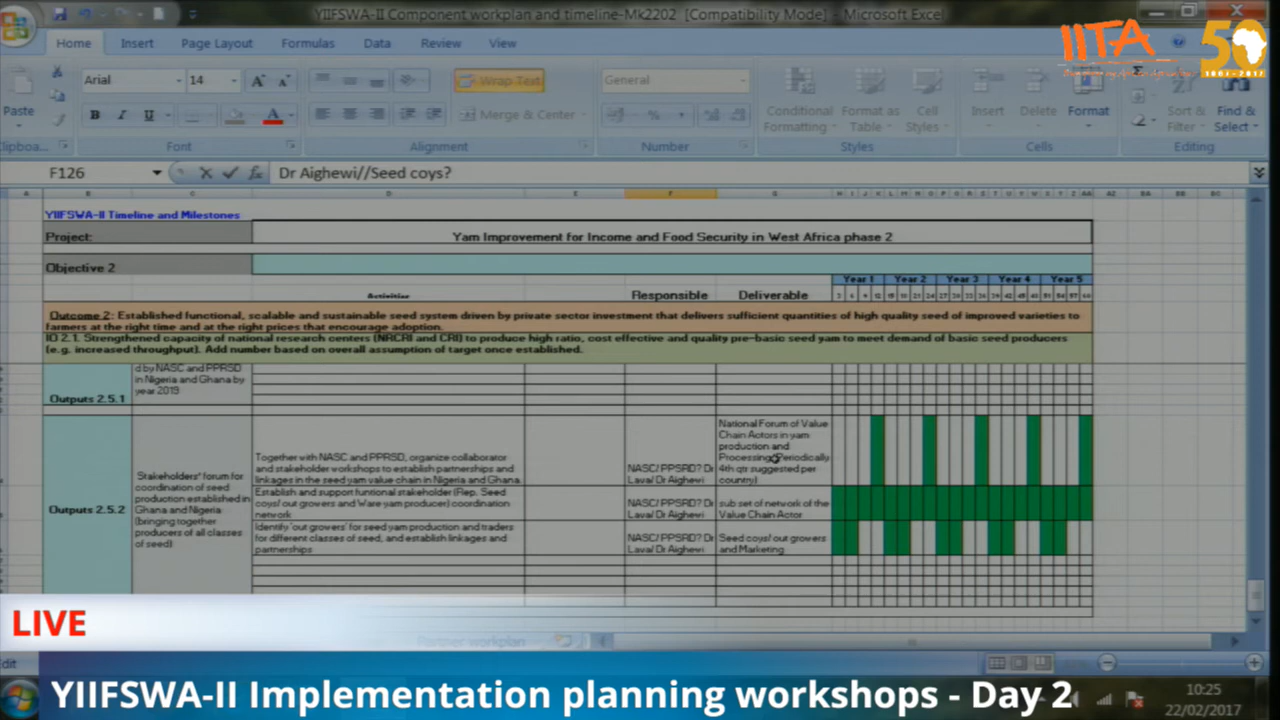 YIIFSWA-II Component workplan and timeline-Mk2202 [Compatibility Mode] - Microsoft Excel
IITA
50
1967-2017
Home Insert Page Layout Formulas Data Review View
Arial 14
Wrap Text
General
Paste
B I U
Merge & Center
Conditional Formatting
Format as Table
Cell Styles
Insert Delete Format
Sort & Filter
Find & Select
Clipboa...
Font Alignment Number Styles Cells Editing
F126
Dr Aighewi//Seed coys?
YIIFSWA-II Timeline and Milestones
Project:
Yam Improvement for Income and Food Security in West Africa phase 2
Objective 2
Year 1 Year 2 Year 3 Year 4 Year 5
Activities Responsible Deliverable
Outcome 2: Established functional, scalable and sustainable seed system driven by private sector investment that delivers sufficient quantities of high quality seed of improved varieties to
farmers at the right time and at the right prices that encourage adoption.
IO 2.1. Strengthened capacity of national research centers (NRCRI and CRI) to produce high ratio, cost effective and quality pre-basic seed yam to meet demand of basic seed producers
(e.g. increased throughput). Add number based on overall assumption of target once established.
Outputs 2.5.1
d by NASC and PPRSD
in Nigeria and Ghana by
year 2019
Outputs 2.5.2
Stakeholders' forum for
coordination of seed
production established in
Ghana and Nigeria
(bringing together
producers of all classes
of seed)
Together with NASC and PPRSD, organize collaborator
and stakeholder workshops to establish partnerships and
linkages in the seed yam value chain in Nigeria and Ghana.
NASC/ PPSRD? Dr
Lava/ Dr Aighewi
National Forum of Value
Chain Actors in yam
production and
Processing(Periodically
4th qtr suggested per
country)
Establish and support funtional stakeholder (Rep. Seed
coys/ out growers and Ware yam producer) coordination
network
NASC/ PPSRD? Dr
Lava/ Dr Aighewi
sub set of network of the
Value Chain Actor
Identify "out growers" for seed yam production and traders
for different classes of seed, and establish linkages and
partnerships
NASC/ PPSRD? Dr
Lava/ Dr Aighewi
Seed coys/ out growers
and Marketing
LIVE
Partner workplan
Edit
YIIFSWA-II Implementation planning workshops - Day 2
10:25
22/02/2017